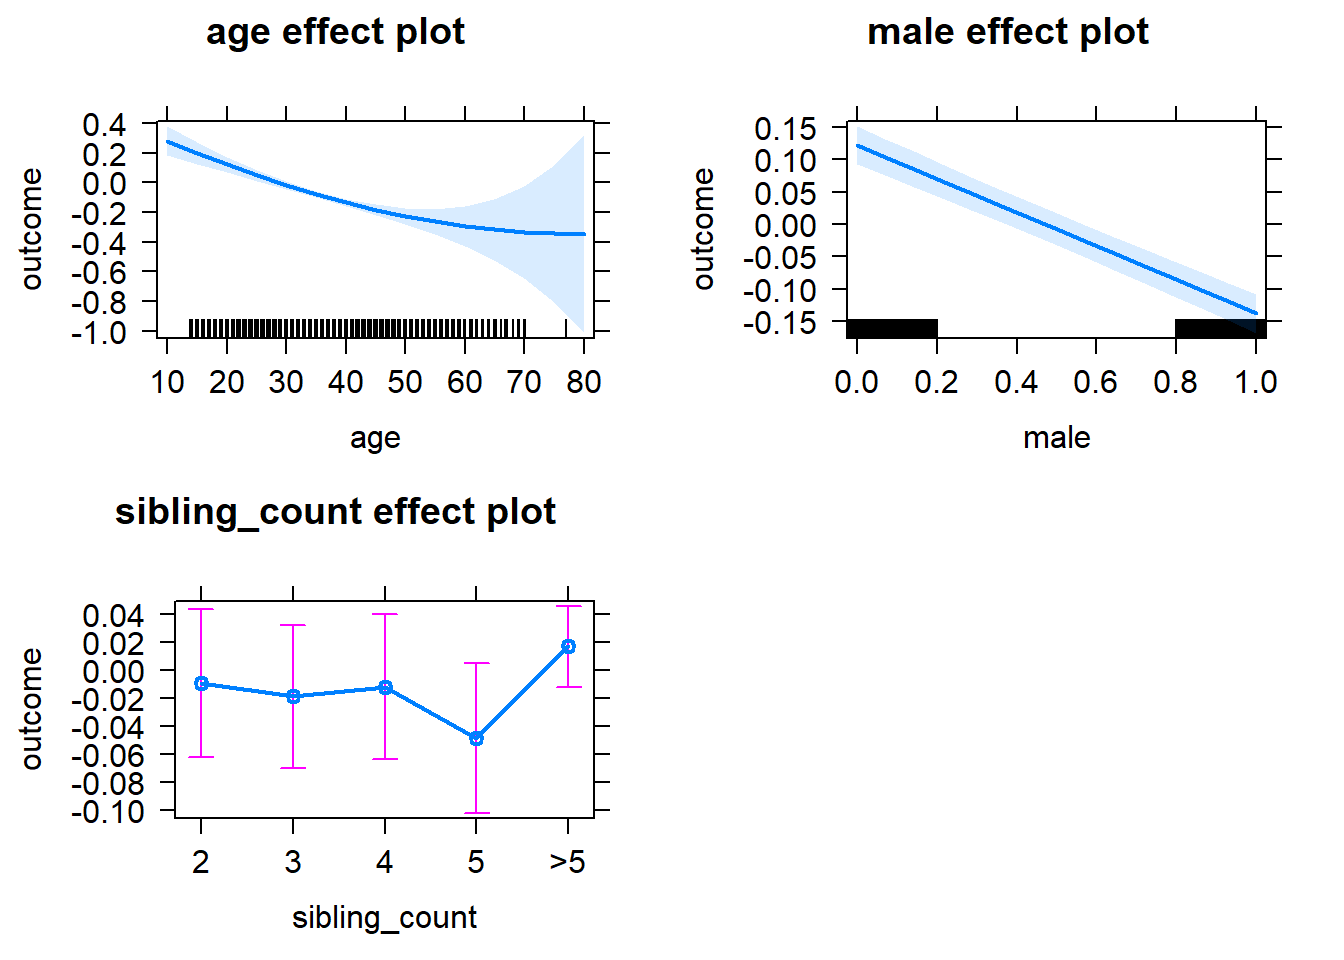 age effect plot
outcome
0.4
0.2
0.0
-0.2
-0.4
-0.6
-0.8
-1.0
10 20 30 40 50 60 70 80
age
male effect plot
outcome
0.15
0.10
0.05
0.00
-0.05
-0.10
-0.15
0.0 0.2 0.4 0.6 0.8 1.0
male
sibling_count effect plot
outcome
0.04
0.02
0.00
-0.02
-0.04
-0.06
-0.08
-0.10
2 3 4 5 >5
sibling_count